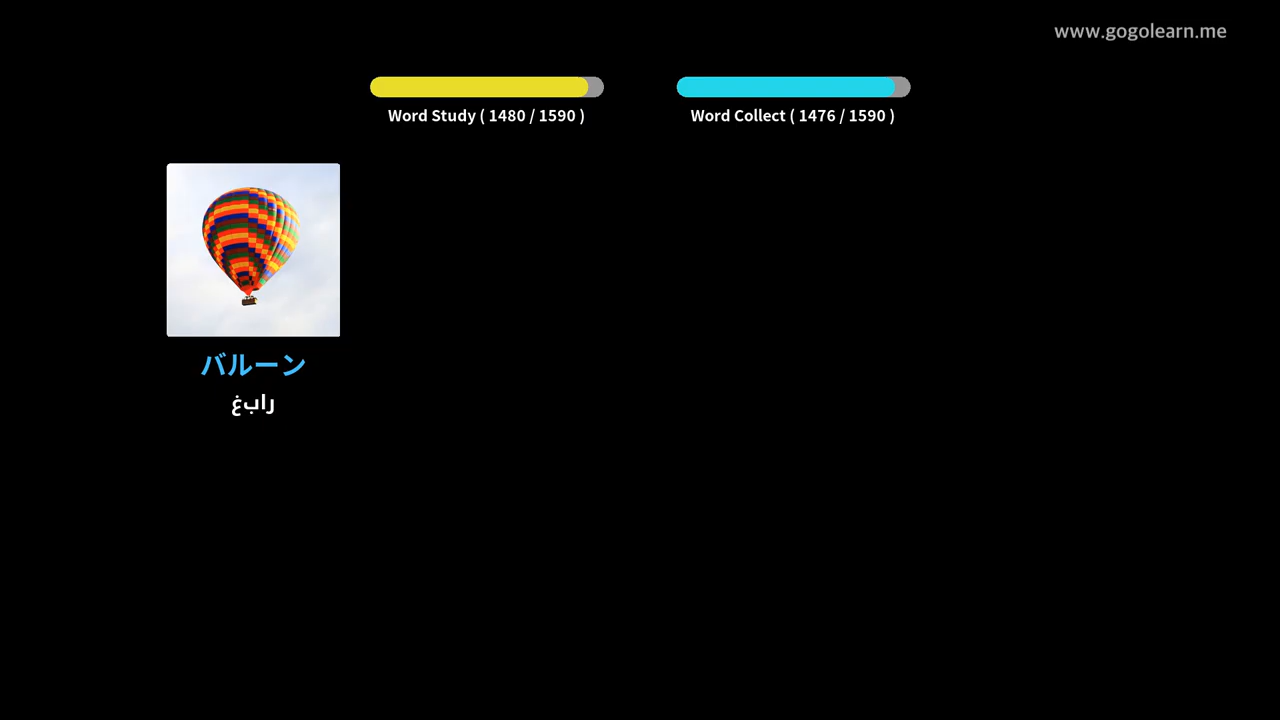 www.gogolearn.me
Word Study ( 1480 / 1590 )
Word Collect ( 1476 / 1590 )
バルーン
رابغ